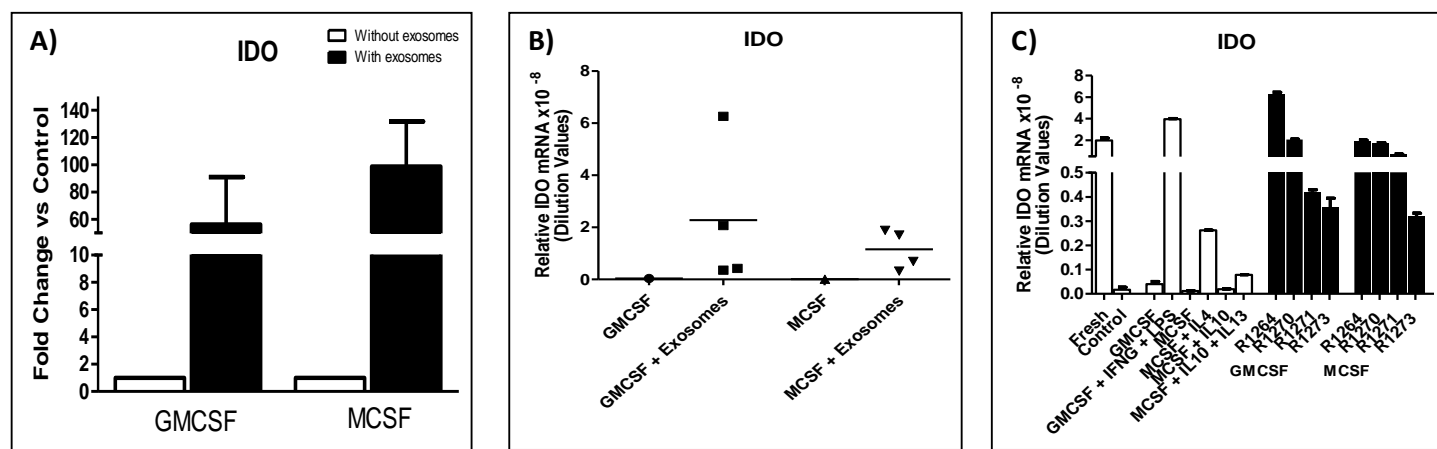 A)
IDO
Without exosomes
With exosomes
Fold Change vs Control
140
120
100
80
60
10
8
6
4
2
0
GMCSF
MCSF
B)
IDO
Relative IDO mRNA x10 -8
(Dilution Values)
8
6
4
2
0
GMCSF
GMCSF + Exosomes
MCSF
MCSF + Exosomes
C)
IDO
Relative IDO mRNA x10 -8
(Dilution Values)
8
6
4
2
0.5
0.4
0.3
0.2
0.1
0.0
Fresh
Control
GMCSF
GMCSF + IFNG + LPS
MCSF
MCSF + IL4
MCSF + IL10
MCSF + IL10 + IL13
R1264
R1270
R1271
R1273
R1264
R1270
R1271
R1273
GMCSF
MCSF